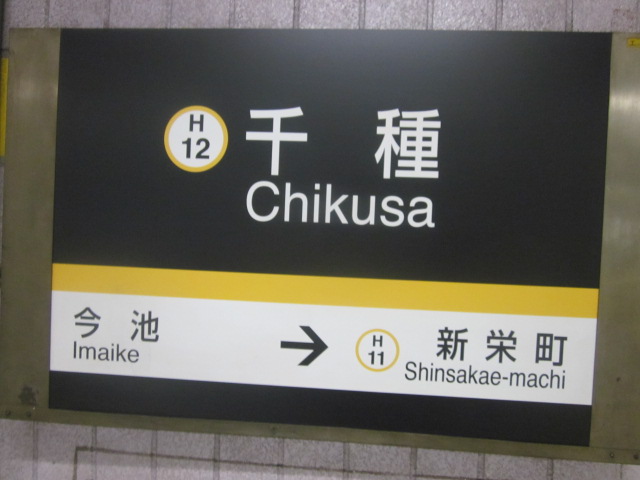 H
12
千種
Chikusa
今池
Imaike
→
H
11
新栄町
Shinsakae-machi